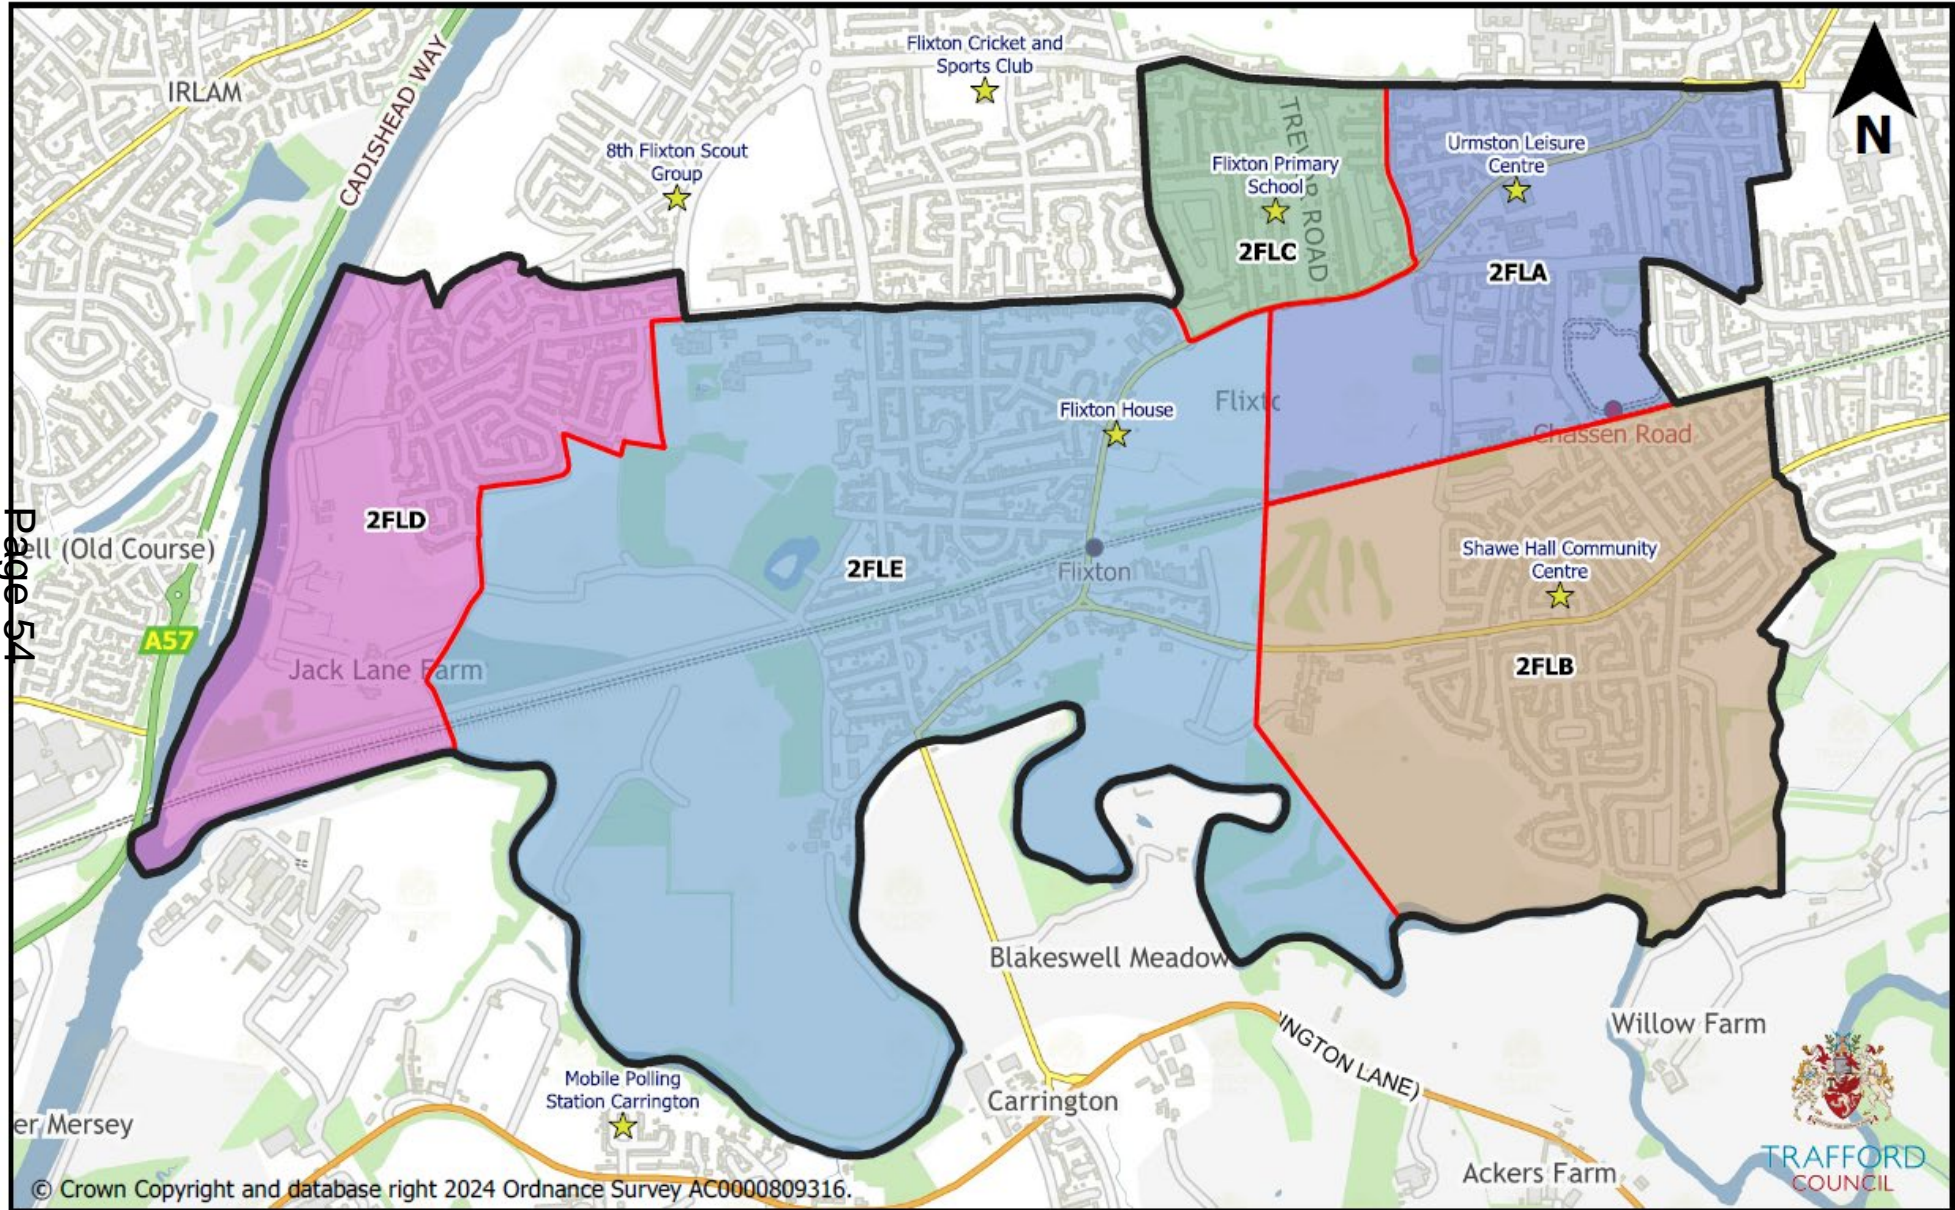 Flixton Cricket and
Sports Club
IRLAM
CADISHEAD WAY
8th Flixton Scout
Group
TREVOR ROAD
Flixton Primary
School
2FLC
Urmston Leisure
Centre
2FLA
N
Flixton House
Flixto
Chassen Road
2FLD
ell (Old Course)
Page 54
2FLE
Flixton
Shawe Hall Community
Centre
A57
Jack Lane Farm
2FLB
Blakeswell Meadow
INGTON LANE)
Willow Farm
Mobile Polling
Station Carrington
Carrington
er Mersey
Ackers Farm
TRAFFORD
COUNCIL
© Crown Copyright and database right 2024 Ordnance Survey AC0000809316.